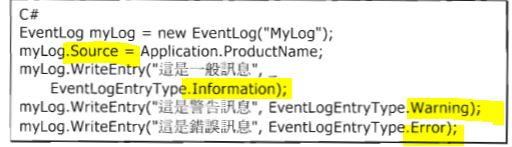 C#
EventLog myLog = new EventLog("MyLog");
myLog.Source = Application.ProductName;
myLog.WriteEntry("這是一般訊息", _
EventLogEntryType.Information);
myLog.WriteEntry("這是警告訊息", EventLogEntryType.Warning);
myLog.WriteEntry("這是錯誤訊息", EventLogEntryType.Error);